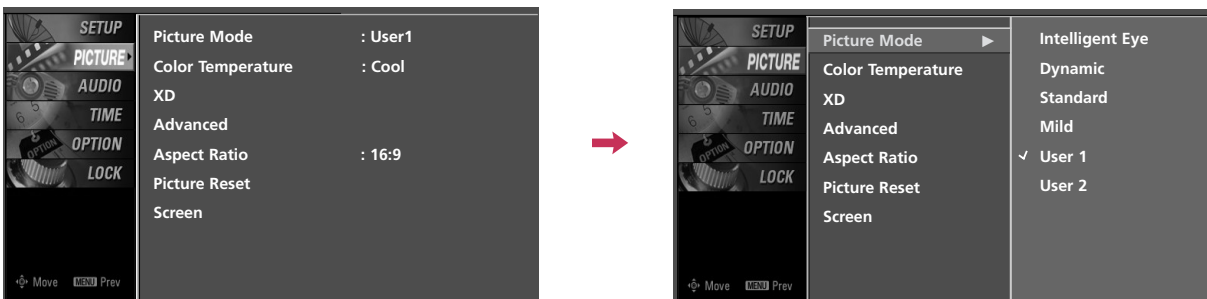 SETUP
PICTURE
AUDIO
TIME
OPTION
LOCK
Picture Mode : User1
Color Temperature : Cool
XD
Advanced
Aspect Ratio : 16:9
Picture Reset
Screen
Move MENU Prev
SETUP
PICTURE
AUDIO
TIME
OPTION
LOCK
Picture Mode ▶
Color Temperature
XD
Advanced
Aspect Ratio
Picture Reset
Screen
Intelligent Eye
Dynamic
Standard
Mild
✓ User 1
User 2
Move MENU Prev